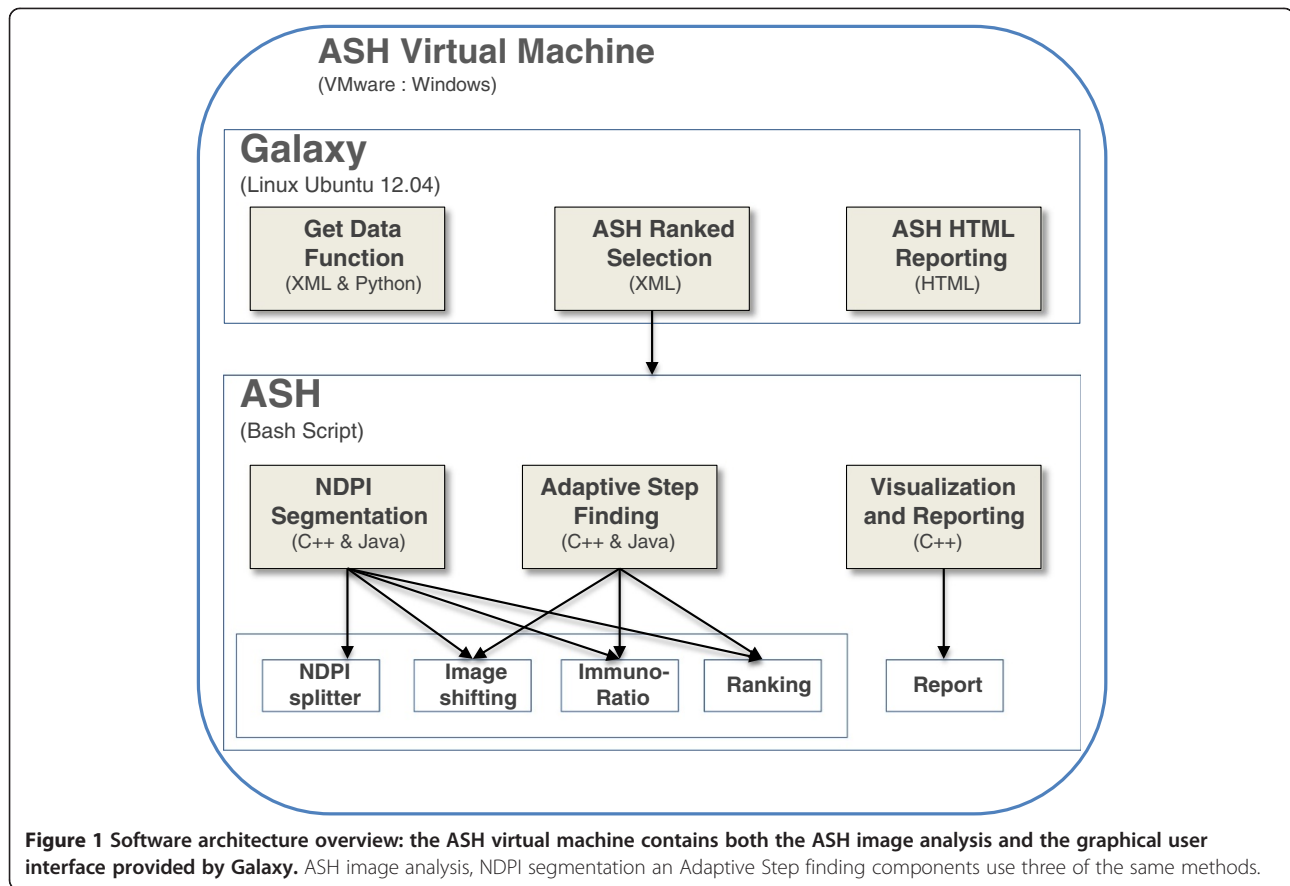 ASH Virtual Machine
(VMware : Windows)
Galaxy
(Linux Ubuntu 12.04)
Get Data
Function
(XML & Python)
ASH Ranked
Selection
(XML)
ASH HTML
Reporting
(HTML)
ASH
(Bash Script)
NDPI
Segmentation
(C++ & Java)
Adaptive Step
Finding
(C++ & Java)
Visualization
and Reporting
(C++)
NDPI
splitter
Image
shifting
Immuno-
Ratio
Ranking
Report
Figure 1 Software architecture overview: the ASH virtual machine contains both the ASH image analysis and the graphical user
interface provided by Galaxy. ASH image analysis, NDPI segmentation an Adaptive Step finding components use three of the same methods.